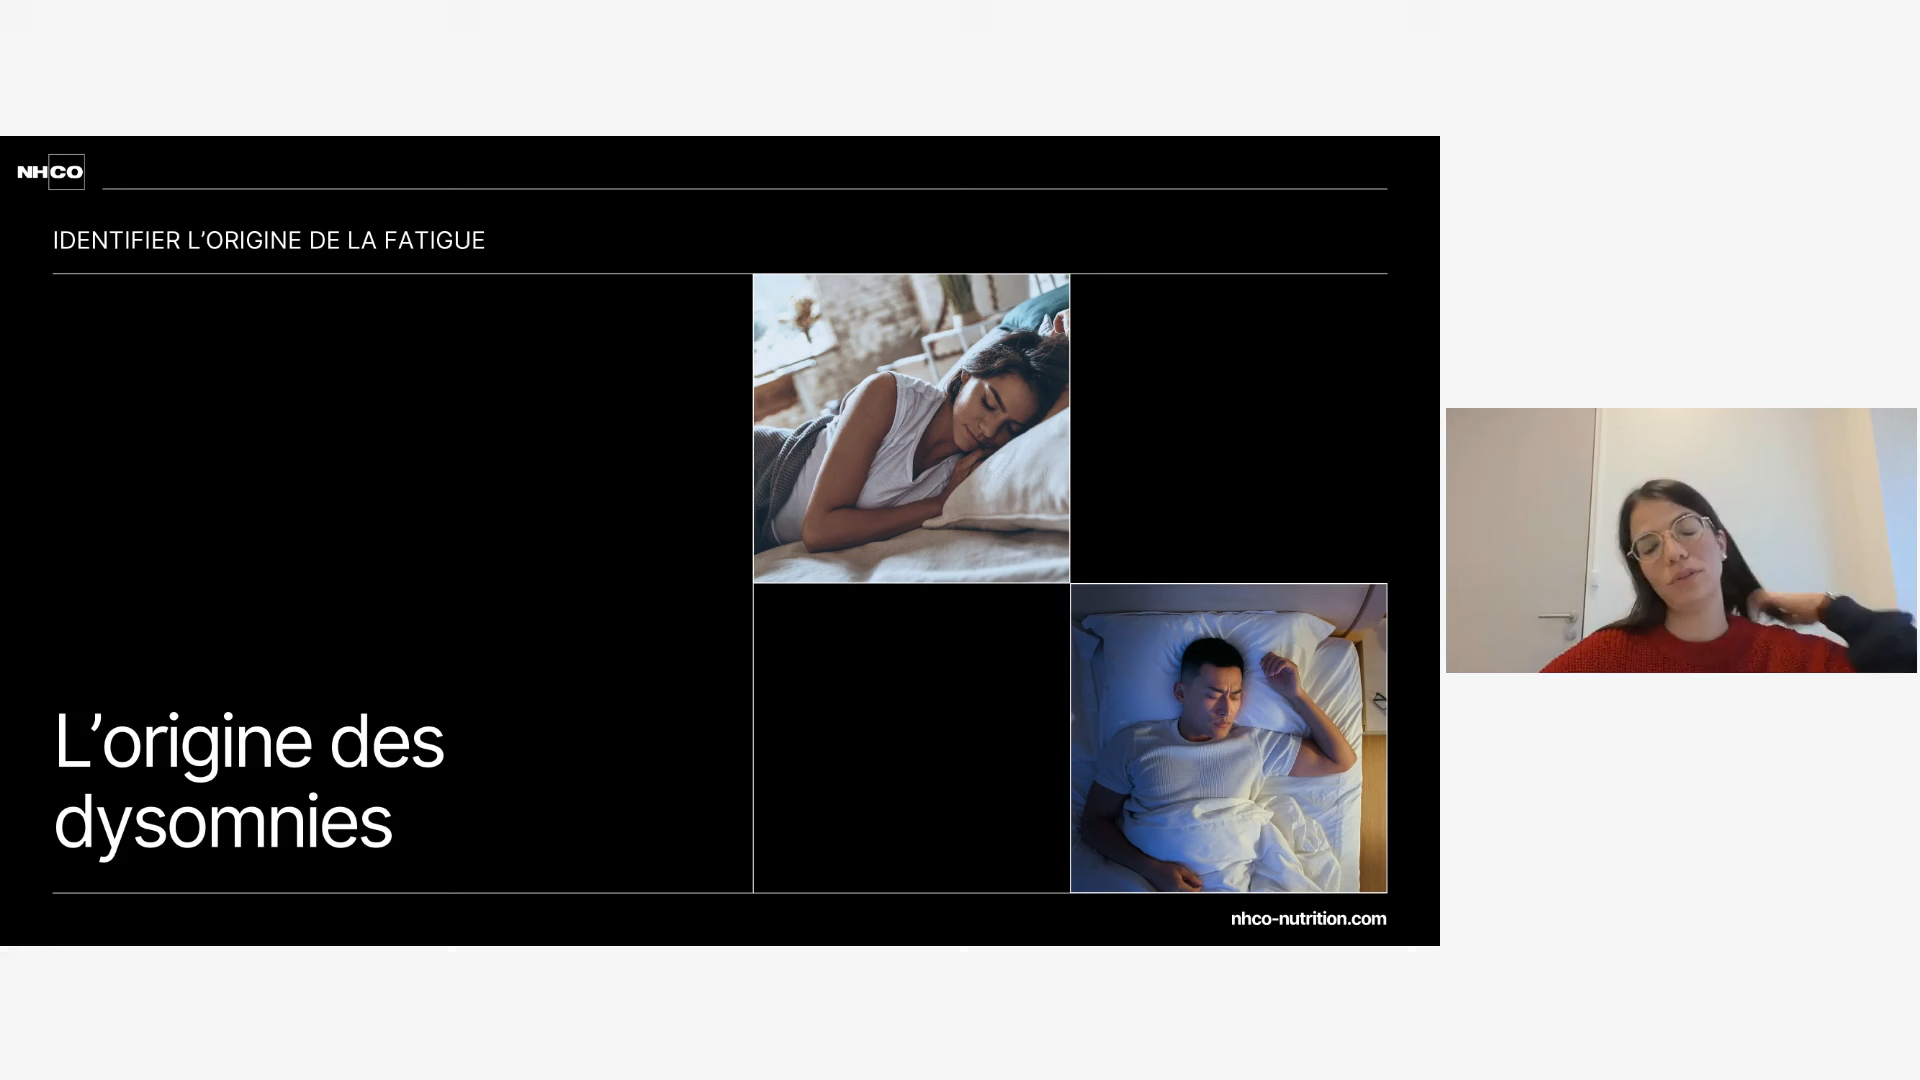 NHCO
IDENTIFIER L’ORIGINE DE LA FATIGUE
L’origine des
dysomnies
nhco-nutrition.com